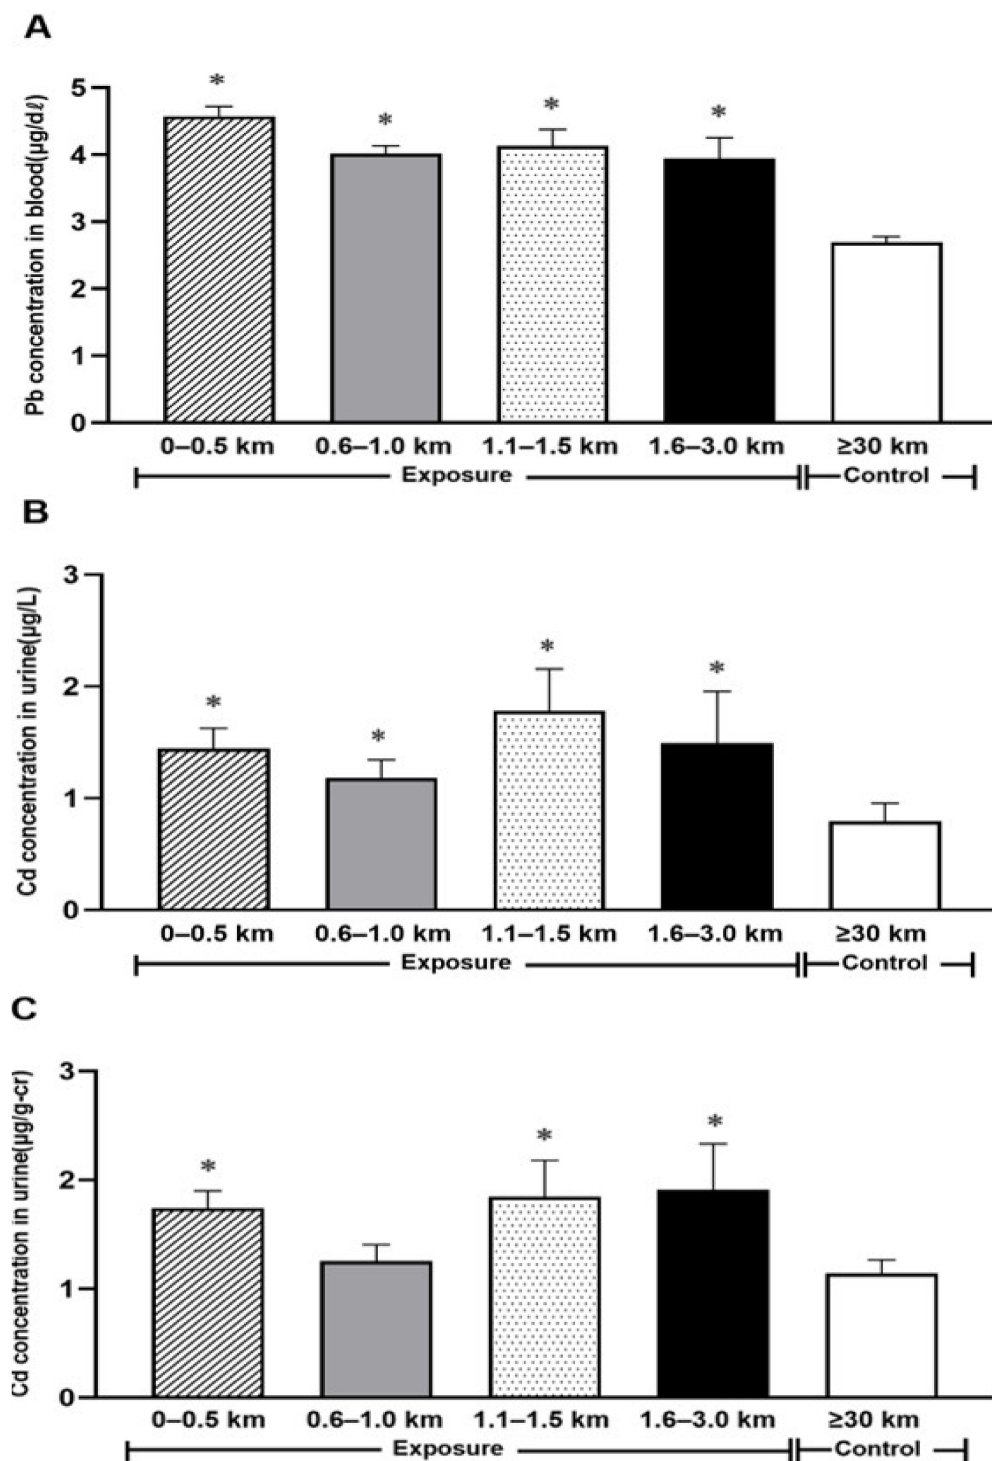 A
Pb concentration in blood(µg/dℓ)
5
4
3
2
1
0
* * * *
0–0.5 km 0.6–1.0 km 1.1–1.5 km 1.6–3.0 km ≥30 km
Exposure Control
B
Cd concentration in urine(µg/L)
3
2
1
0
* * * *
0–0.5 km 0.6–1.0 km 1.1–1.5 km 1.6–3.0 km ≥30 km
Exposure Control
C
Cd concentration in urine(µg/g-cr)
3
2
1
0
* * *
0–0.5 km 0.6–1.0 km 1.1–1.5 km 1.6–3.0 km ≥30 km
Exposure Control